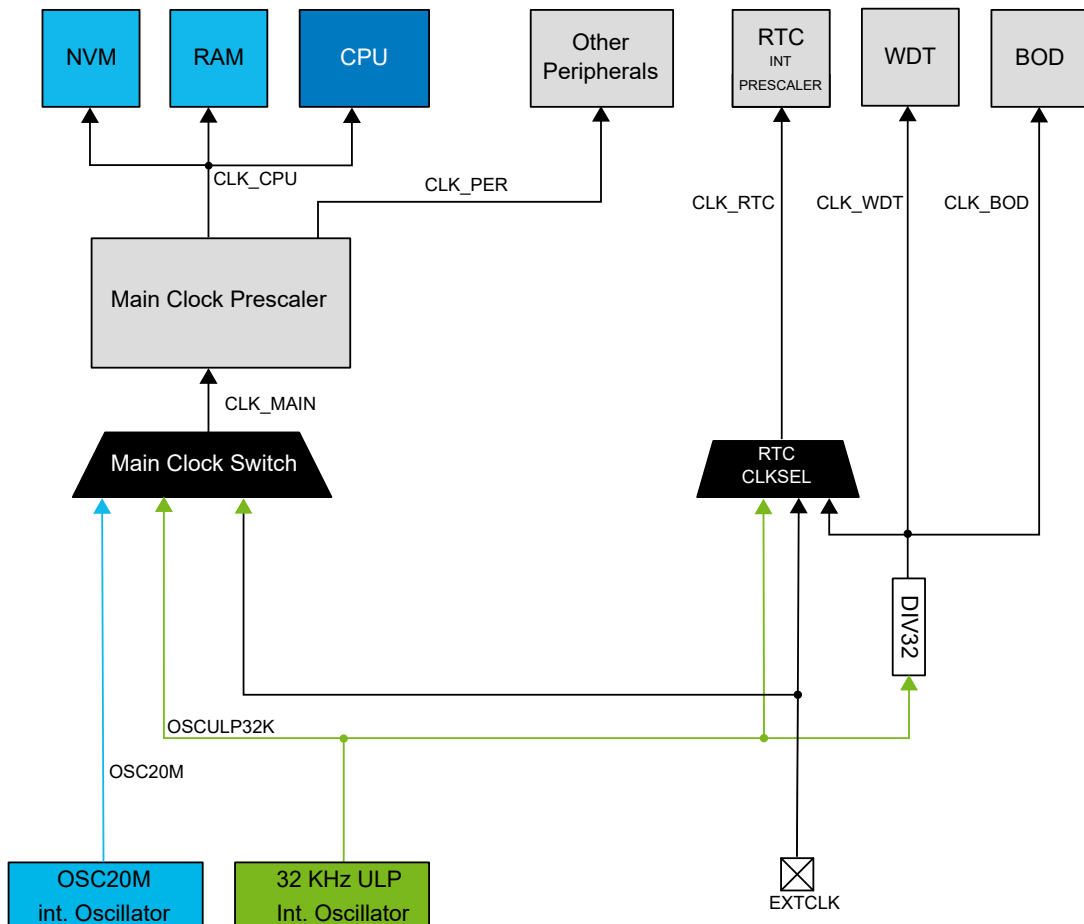 NVM
RAM
CPU
Other
Peripherals
RTC
INT
PRESCALER
WDT
BOD
CLK_CPU
CLK_PER
CLK_RTC
CLK_WDT
CLK_BOD
Main Clock Prescaler
CLK_MAIN
Main Clock Switch
RTC
CLKSEL
DIV32
OSCULP32K
OSC20M
OSC20M
int. Oscillator
32 KHz ULP
Int. Oscillator
EXTCLK